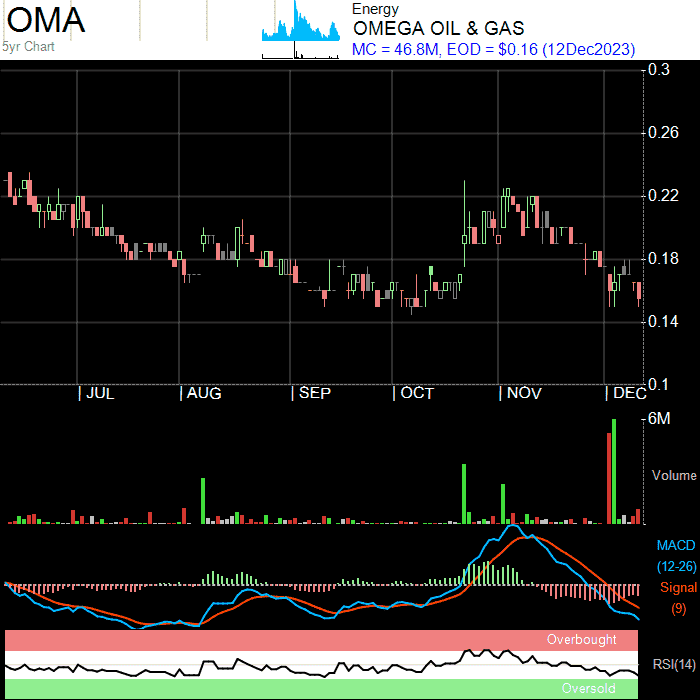 OMA
5yr Chart
Energy
OMEGA OIL & GAS
MC = 46.8M, EOD = $0.16 (12Dec2023)
0.3
0.26
0.22
0.18
0.14
0.1
JUL AUG SEP OCT NOV DEC
6M
Volume
MACD
(12-26)
Signal
(9)
Overbought
RSI(14)
Oversold